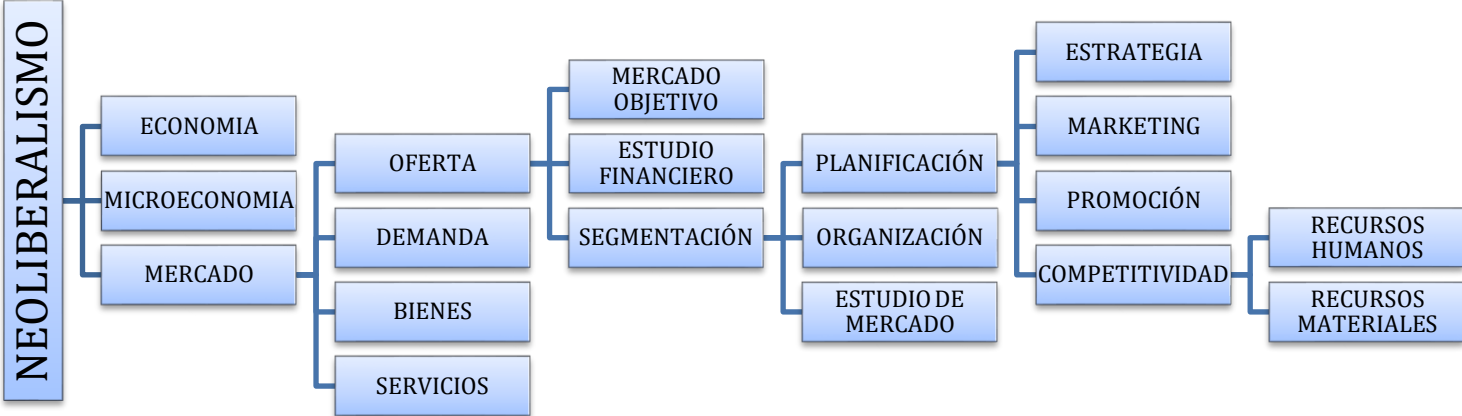 NEOLIBERALISMO
ECONOMIA
MICROECONOMIA
MERCADO
OFERTA
DEMANDA
BIENES
SERVICIOS
MERCADO
OBJETIVO
ESTUDIO
FINANCIERO
SEGMENTACIÓN
PLANIFICACIÓN
ORGANIZACIÓN
ESTUDIO DE
MERCADO
ESTRATEGIA
MARKETING
PROMOCIÓN
COMPETITIVIDAD
RECURSOS
HUMANOS
RECURSOS
MATERIALES